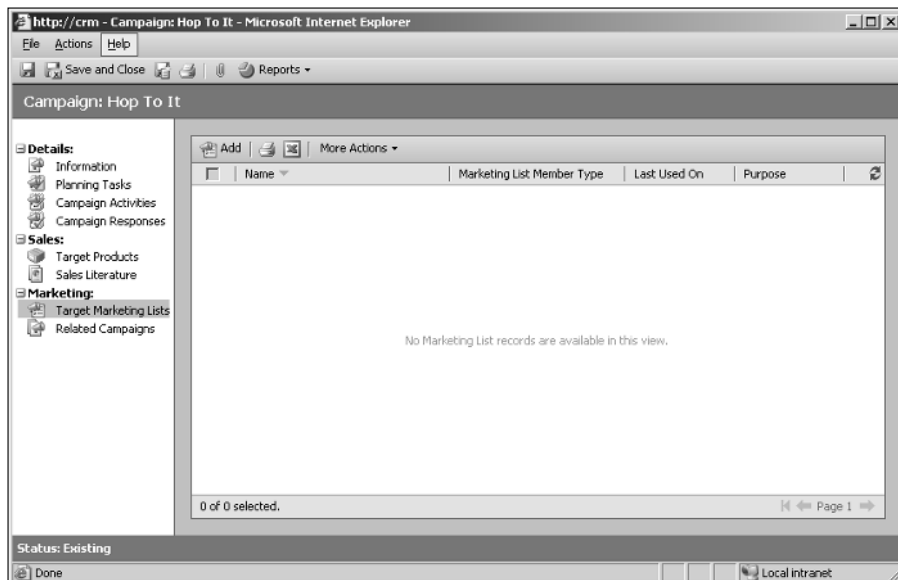 http://crm - Campaign: Hop To It - Microsoft Internet Explorer
File Actions Help
Save and Close Reports
Campaign: Hop To It
Details:
Information
Planning Tasks
Campaign Activities
Campaign Responses
Sales:
Target Products
Sales Literature
Marketing:
Target Marketing Lists
Related Campaigns
Add More Actions
Name Marketing List Member Type Last Used On Purpose
No Marketing List records are available in this view.
0 of 0 selected. Page 1
Status: Existing
Done Local intranet